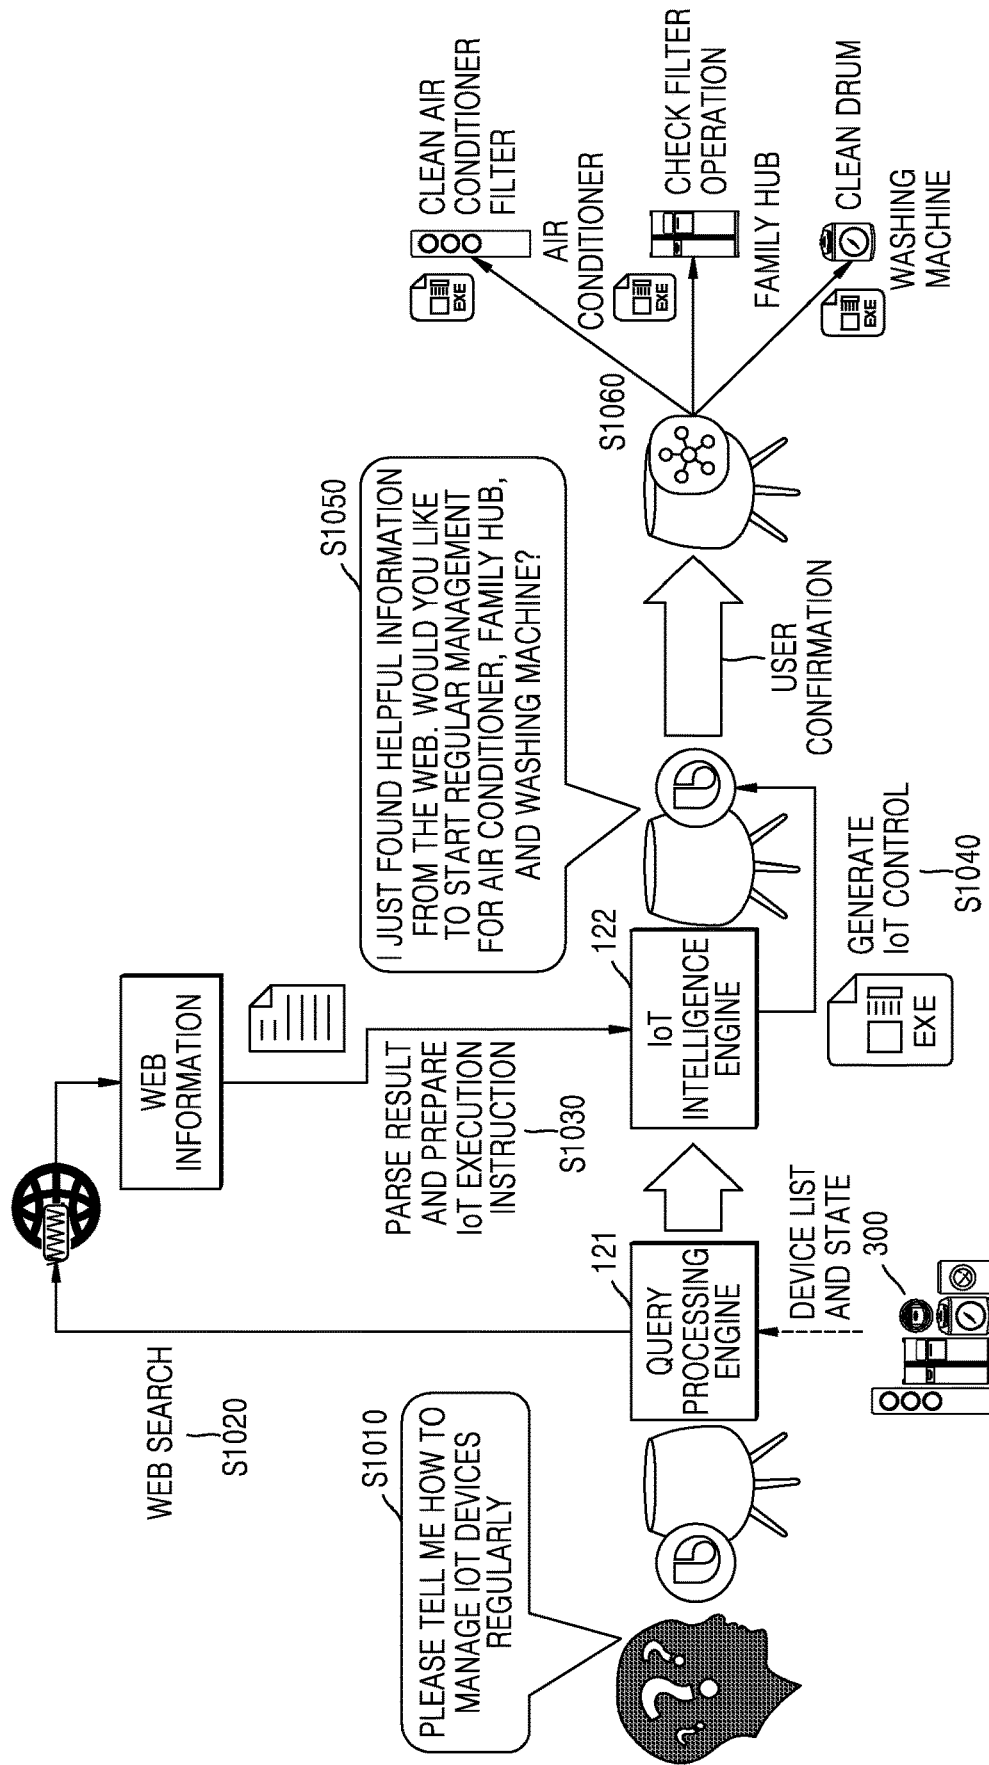 WEB SEARCH
S1020
WWW
WEB
INFORMATION
S1010
PLEASE TELL ME HOW TO
MANAGE IOT DEVICES
REGULARLY
PARSE RESULT
AND PREPARE
IoT EXECUTION
INSTRUCTION
S1030
S1050
I JUST FOUND HELPFUL INFORMATION
FROM THE WEB. WOULD YOU LIKE
TO START REGULAR MANAGEMENT
FOR AIR CONDITIONER, FAMILY HUB,
AND WASHING MACHINE?
121
QUERY
PROCESSING
ENGINE
DEVICE LIST
AND STATE
300
122
IoT
INTELLIGENCE
ENGINE
EXE
GENERATE
IoT CONTROL
S1040
USER
CONFIRMATION
S1060
EXE
CLEAN AIR
CONDITIONER
FILTER
AIR
CONDITIONER
EXE
CHECK FILTER
OPERATION
FAMILY HUB
EXE
CLEAN DRUM
WASHING
MACHINE